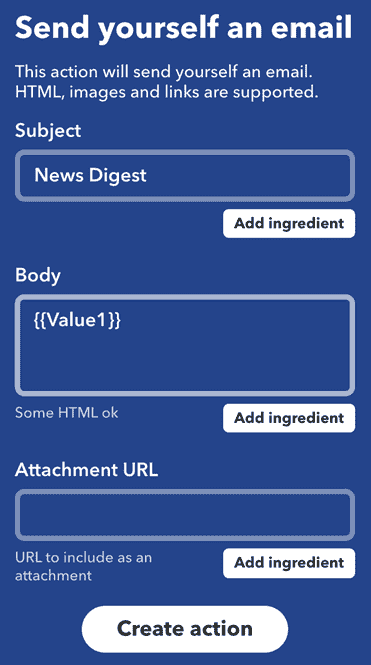 Send yourself an email
This action will send yourself an email.
HTML, images and links are supported.
Subject
News Digest
Add ingredient
Body
{{Value1}}
Some HTML ok
Add ingredient
Attachment URL
URL to include as an
attachment
Add ingredient
Create action